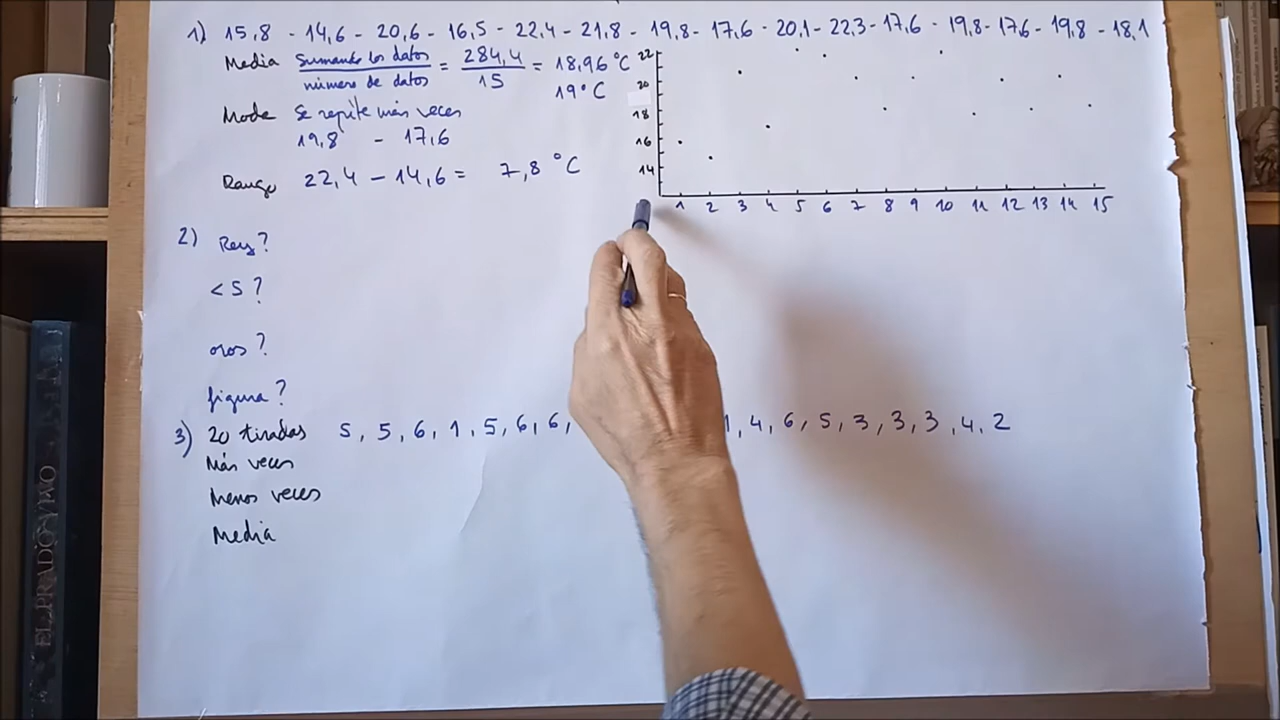 1) 15,8 - 14,6 - 20,6 - 16,5 - 22,4 - 21,8 - 19,8 - 17,6 - 20,1 - 22,3 - 17,6 - 19,8 - 17,6 - 19,8 - 18,1
Media Sumando los datos / número de datos = 284,4 / 15 = 18,96 °C
19 °C
Moda Se repite más veces
19,8 - 17,6
Rango 22,4 - 14,6 = 7,8 °C
22
20
18
16
14
1 2 3 4 5 6 7 8 9 10 11 12 13 14 15
2) Rey?
< 5?
oros?
figura?
3) 20 tiradas 5, 5, 6, 1, 5, 6, 6, 1, 4, 6, 5, 3, 3, 3, 4, 2
Más veces
Menos veces
Media
EL PRADO VIVO